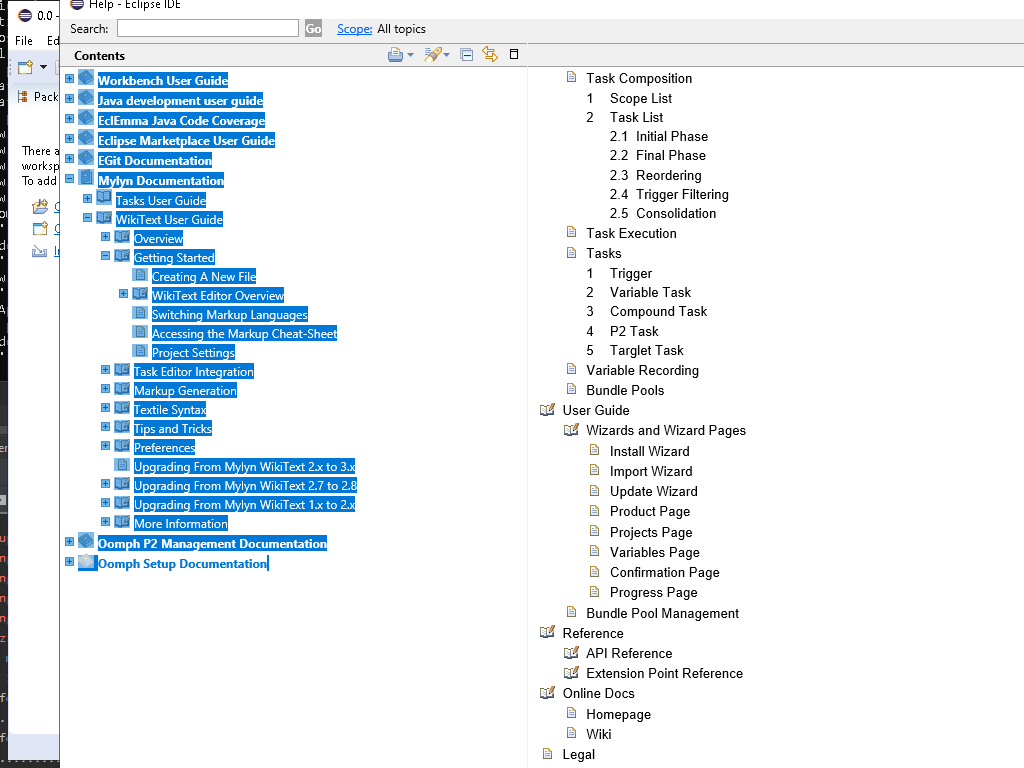 Help - Eclipse IDE
0.0 -
File Ed
Search: Go Scope: All topics
Contents
Pack
There a
worksp
To add
Workbench User Guide
Java development user guide
EclEmma Java Code Coverage
Eclipse Marketplace User Guide
EGit Documentation
Mylyn Documentation
Tasks User Guide
WikiText User Guide
Overview
Getting Started
Creating A New File
WikiText Editor Overview
Switching Markup Languages
Accessing the Markup Cheat-Sheet
Project Settings
Task Editor Integration
Markup Generation
Textile Syntax
Tips and Tricks
Preferences
Upgrading From Mylyn WikiText 2.x to 3.x
Upgrading From Mylyn WikiText 2.7 to 2.8
Upgrading From Mylyn WikiText 1.x to 2.x
More Information
Oomph P2 Management Documentation
Oomph Setup Documentation
Task Composition
1 Scope List
2 Task List
2.1 Initial Phase
2.2 Final Phase
2.3 Reordering
2.4 Trigger Filtering
2.5 Consolidation
Task Execution
Tasks
1 Trigger
2 Variable Task
3 Compound Task
4 P2 Task
5 Targlet Task
Variable Recording
Bundle Pools
User Guide
Wizards and Wizard Pages
Install Wizard
Import Wizard
Update Wizard
Product Page
Projects Page
Variables Page
Confirmation Page
Progress Page
Bundle Pool Management
Reference
API Reference
Extension Point Reference
Online Docs
Homepage
Wiki
Legal